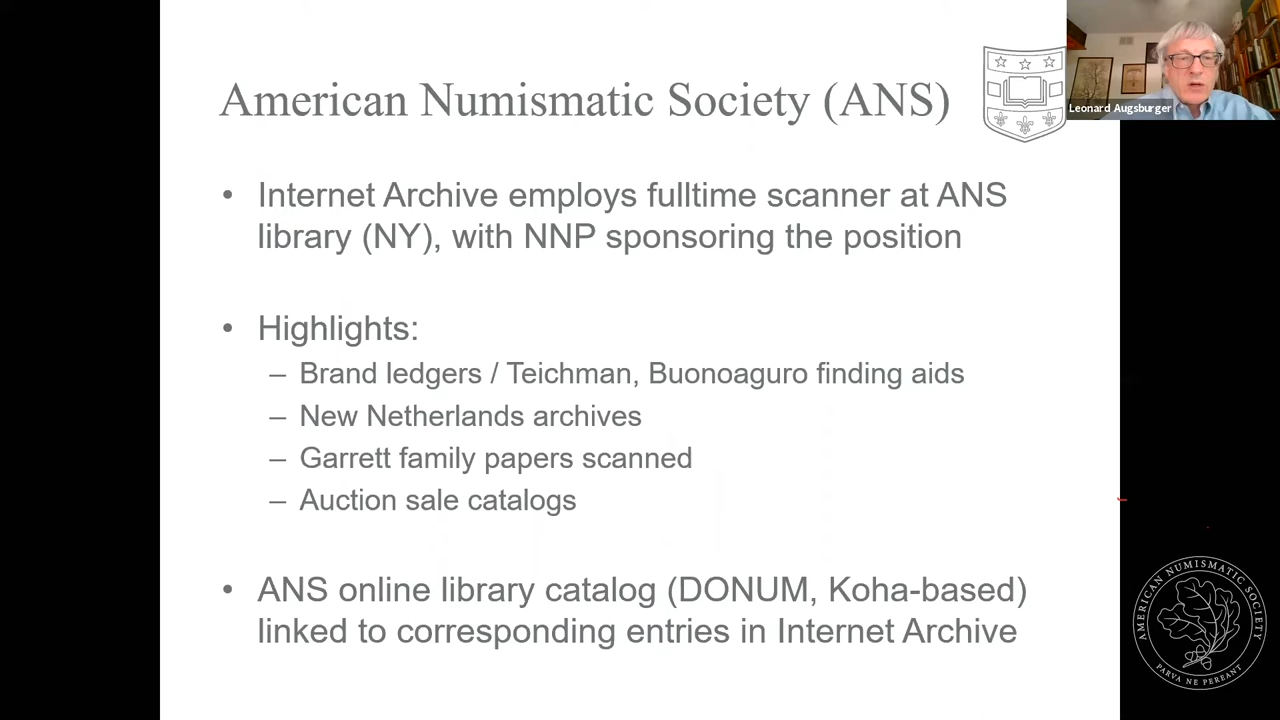 American Numismatic Society (ANS)
Leonard Augsburger
• Internet Archive employs fulltime scanner at ANS
library (NY), with NNP sponsoring the position
• Highlights:
– Brand ledgers / Teichman, Buonoaguro finding aids
– New Netherlands archives
– Garrett family papers scanned
– Auction sale catalogs
• ANS online library catalog (DONUM, Koha-based)
linked to corresponding entries in Internet Archive
AMERICAN NUMISMATIC SOCIETY
PARVA NE PEREANT